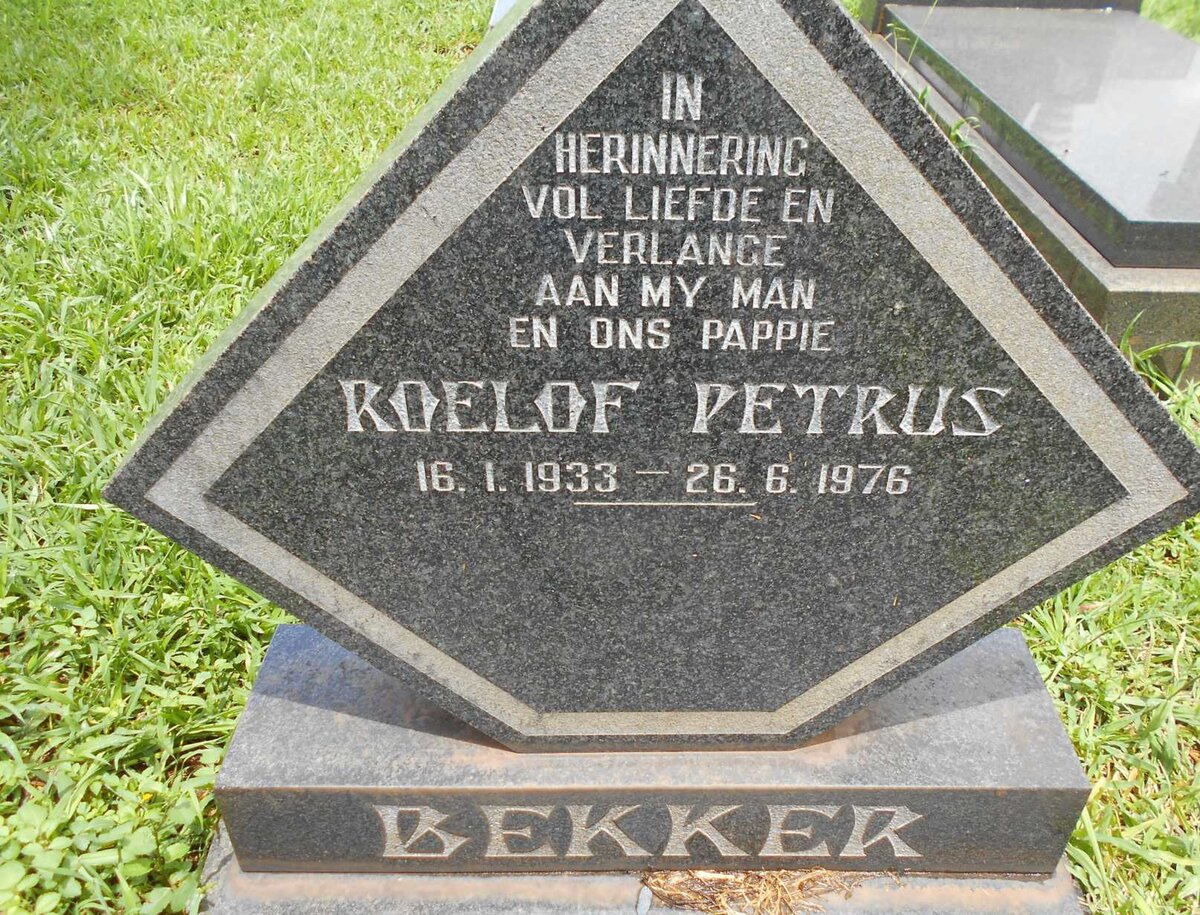 IN
HERINNERING
VOL LIEFDE EN
VERLANGE
AAN MY MAN
EN ONS PAPPIE
ROELOF PETRUS
16. 1. 1933 — 26. 6. 1976
BEKKER